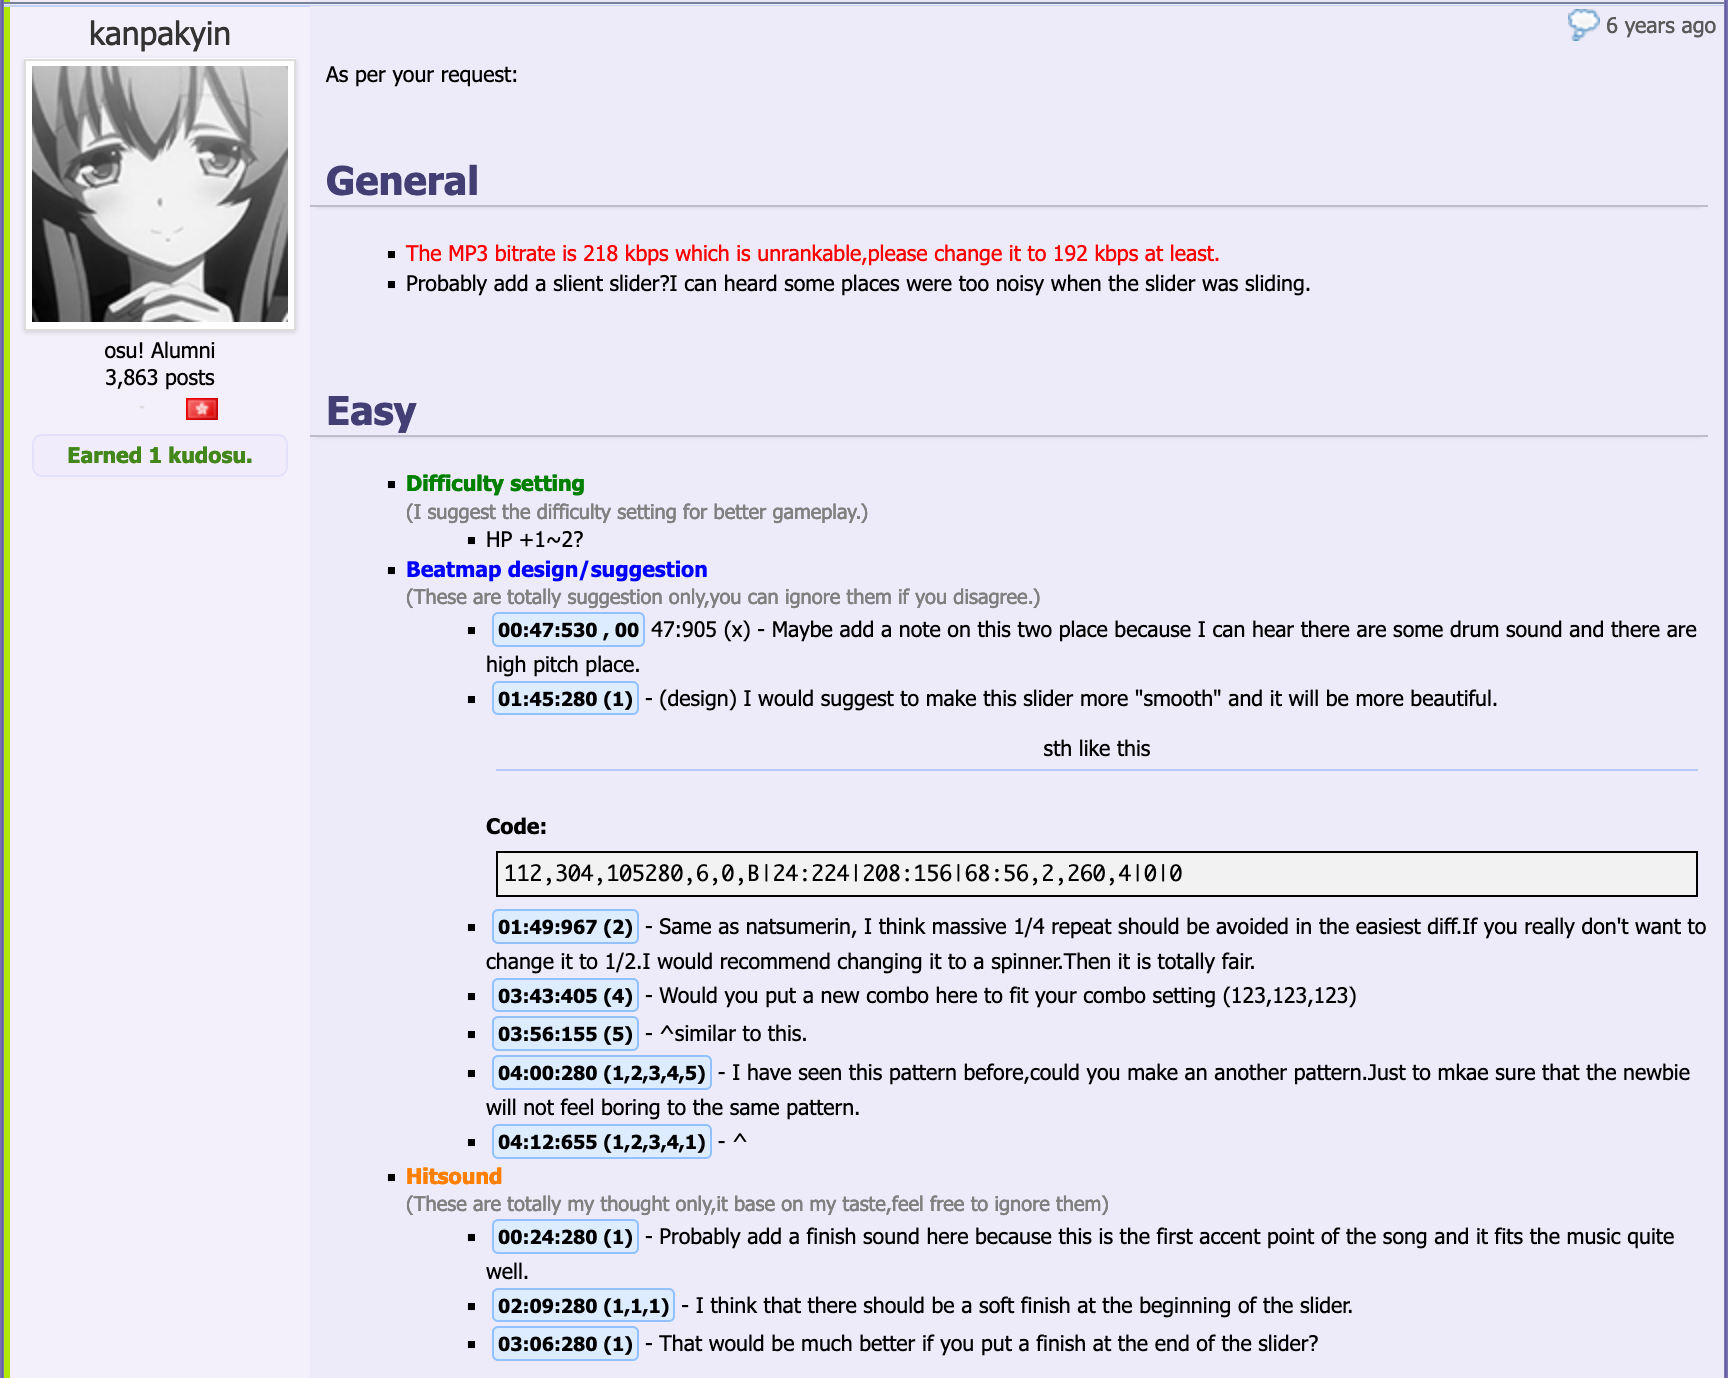 kanpakyin
6 years ago
As per your request:
General
The MP3 bitrate is 218 kbps which is unrankable,please change it to 192 kbps at least.
Probably add a slient slider?I can heard some places were too noisy when the slider was sliding.
osu! Alumni
3,863 posts
Earned 1 kudosu.
Easy
Difficulty setting
(I suggest the difficulty setting for better gameplay.)
HP +1~2?
Beatmap design/suggestion
(These are totally suggestion only,you can ignore them if you disagree.)
00:47:530 , 00 47:905 (x) - Maybe add a note on this two place because I can hear there are some drum sound and there are
high pitch place.
01:45:280 (1) - (design) I would suggest to make this slider more "smooth" and it will be more beautiful.
sth like this
Code:
112,304,105280,6,0,B|24:224|208:156|68:56,2,260,4|0|0
01:49:967 (2) - Same as natsumerin, I think massive 1/4 repeat should be avoided in the easiest diff.If you really don't want to
change it to 1/2.I would recommend changing it to a spinner.Then it is totally fair.
03:43:405 (4) - Would you put a new combo here to fit your combo setting (123,123,123)
03:56:155 (5) - ^similar to this.
04:00:280 (1,2,3,4,5) - I have seen this pattern before,could you make an another pattern.Just to mkae sure that the newbie
will not feel boring to the same pattern.
04:12:655 (1,2,3,4,1) - ^
Hitsound
(These are totally my thought only,it base on my taste,feel free to ignore them)
00:24:280 (1) - Probably add a finish sound here because this is the first accent point of the song and it fits the music quite
well.
02:09:280 (1,1,1) - I think that there should be a soft finish at the beginning of the slider.
03:06:280 (1) - That would be much better if you put a finish at the end of the slider?